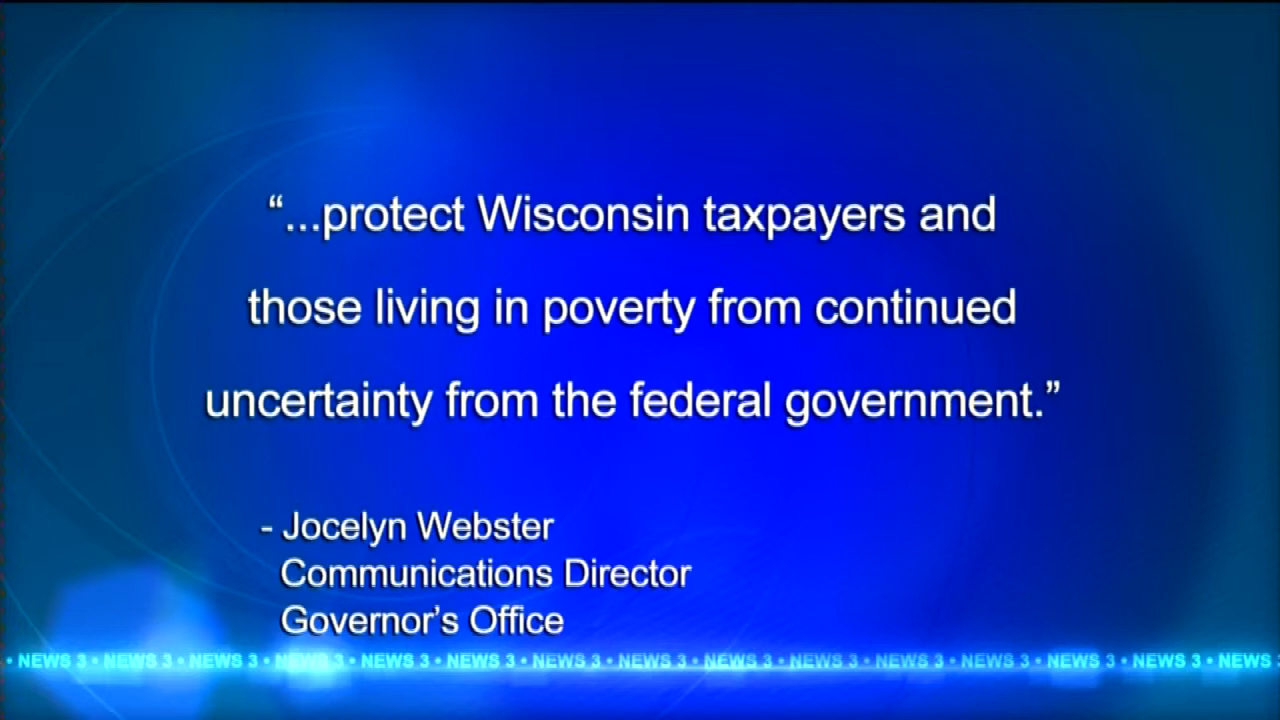 “...protect Wisconsin taxpayers and
those living in poverty from continued
uncertainty from the federal government.”
- Jocelyn Webster
Communications Director
Governor’s Office
• NEWS 3 • NEWS 3 • NEWS 3 • NEWS 3 • NEWS 3 • NEWS 3 • NEWS 3 • NEWS 3 • NEWS 3 • NEWS 3 • NEWS 3 • NEWS 3 • NEWS 3 • NEWS 3 • NEWS